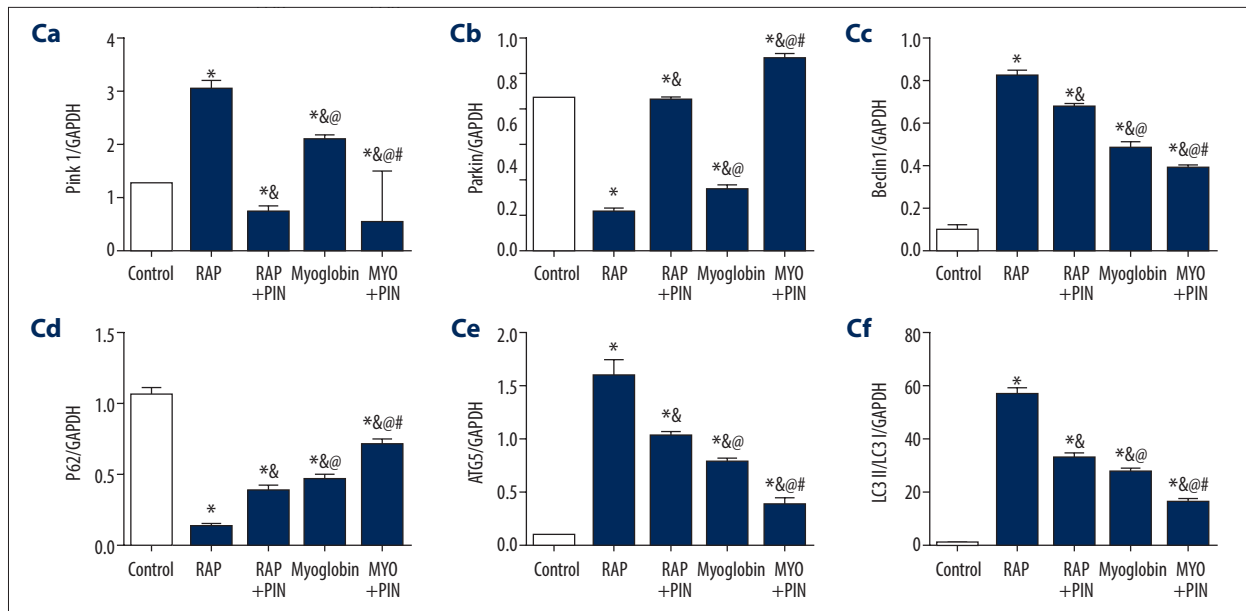 Ca
Pink 1/GAPDH
4
3
2
1
0
*
*&
*&@
*&@#
Control
RAP
RAP
+PIN
Myoglobin
MYO
+PIN
Cb
Parkin/GAPDH
1.0
0.8
0.6
0.4
0.2
0.0
*
*&
*&@
*&@#
Control
RAP
RAP
+PIN
Myoglobin
MYO
+PIN
Cc
Beclin1/GAPDH
1.0
0.8
0.6
0.4
0.2
0.0
*
*&
*&@
*&@#
Control
RAP
RAP
+PIN
Myoglobin
MYO
+PIN
Cd
P62/GAPDH
1.5
1.0
0.5
0.0
*
*&
*&@
*&@#
Control
RAP
RAP
+PIN
Myoglobin
MYO
+PIN
Ce
ATG5/GAPDH
2.0
1.5
1.0
0.5
0.0
*
*&
*&@
*&@#
Control
RAP
RAP
+PIN
Myoglobin
MYO
+PIN
Cf
LC3 II/LC3 I/GAPDH
80
60
40
20
0
*
*&
*&@
*&@#
Control
RAP
RAP
+PIN
Myoglobin
MYO
+PIN